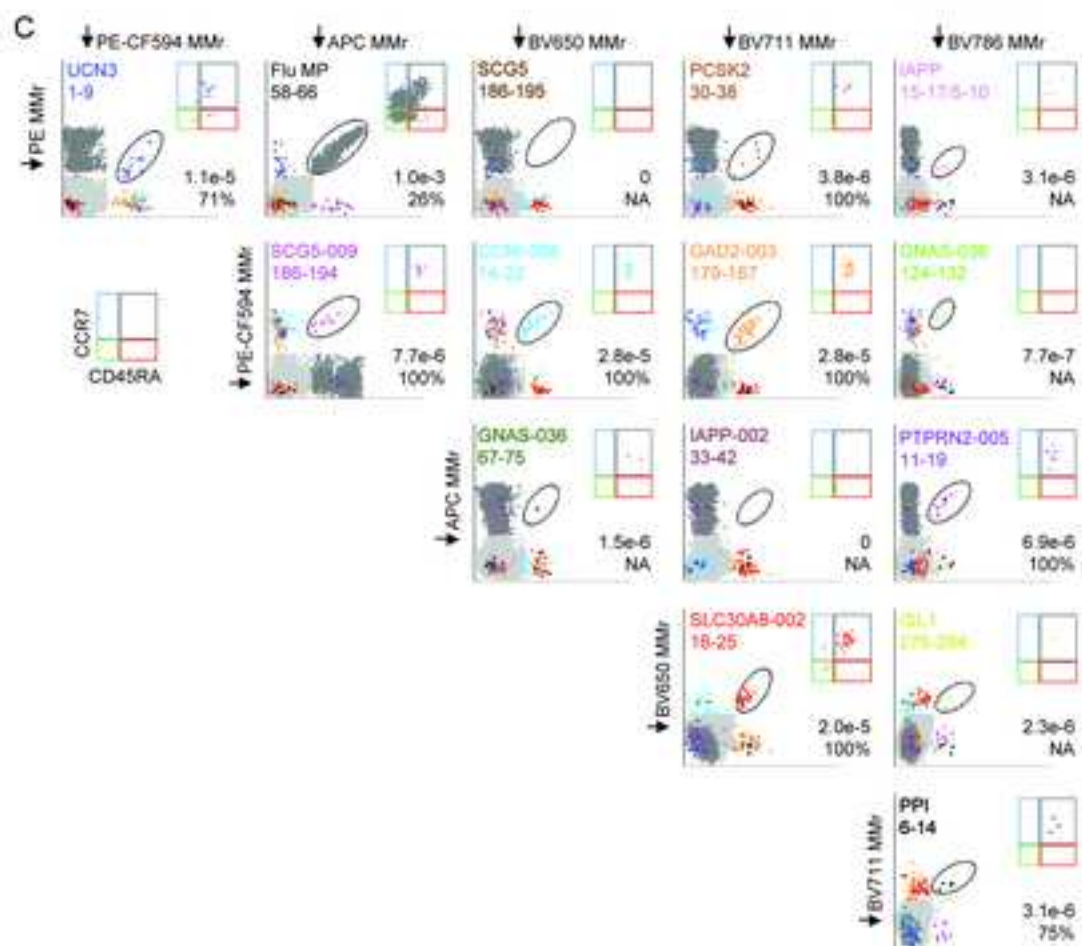 C
↓PE-CF594 MMr
↓APC MMr
↓BV650 MMr
↓BV711 MMr
↓BV786 MMr
↓PE MMr
UCN3
1-9
1.1e-5
71%
Flu MP
58-66
1.0e-3
26%
SCG5
186-195
0
NA
PCSK2
30-38
3.8e-6
100%
IAPP
3.1e-6
NA
CCR7
CD45RA
↓PE-CF594 MMr
SCG5-009
186-194
7.7e-6
100%
2.8e-5
100%
GAD2-003
2.8e-5
100%
GNAS-036
124-132
7.7e-7
NA
↓APC MMr
GNAS-036
67-75
1.5e-6
NA
IAPP-002
33-42
0
NA
PTPRN2-005
11-19
6.9e-6
100%
↓BV650 MMr
SLC30A8-002
16-25
2.0e-5
100%
ISL1
2.3e-6
NA
↓BV711 MMr
PPI
6-14
3.1e-6
75%